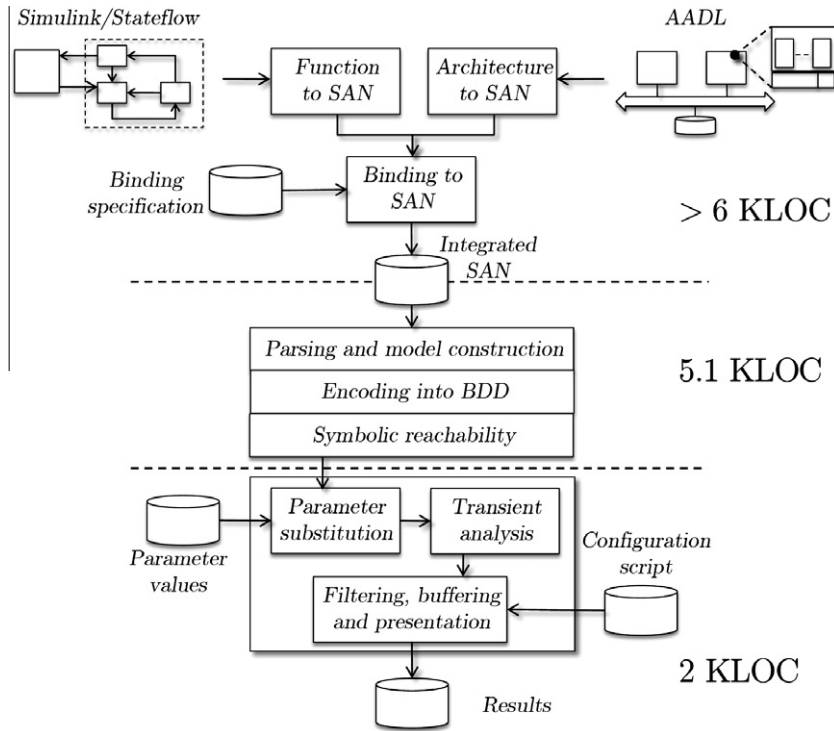 Simulink/Stateflow
AADL
Function
to SAN
Architecture
to SAN
Binding
specification
Binding to
SAN
> 6 KLOC
Integrated
SAN
Parsing and model construction
5.1 KLOC
Encoding into BDD
Symbolic reachability
Parameter
substitution
Transient
analysis
Parameter
values
Configuration
script
Filtering, buffering
and presentation
2 KLOC
Results